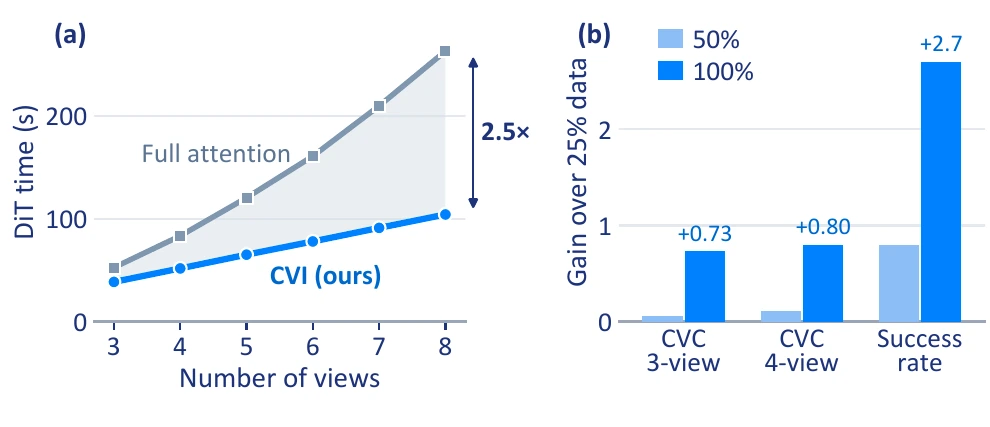 (a)
DiT time (s)
200
100
0
Full attention
CVI (ours)
2.5×
3 4 5 6 7 8
Number of views
(b)
50%
100%
Gain over 25% data
2
1
0
+0.73
+0.80
+2.7
CVC
3-view
CVC
4-view
Success
rate